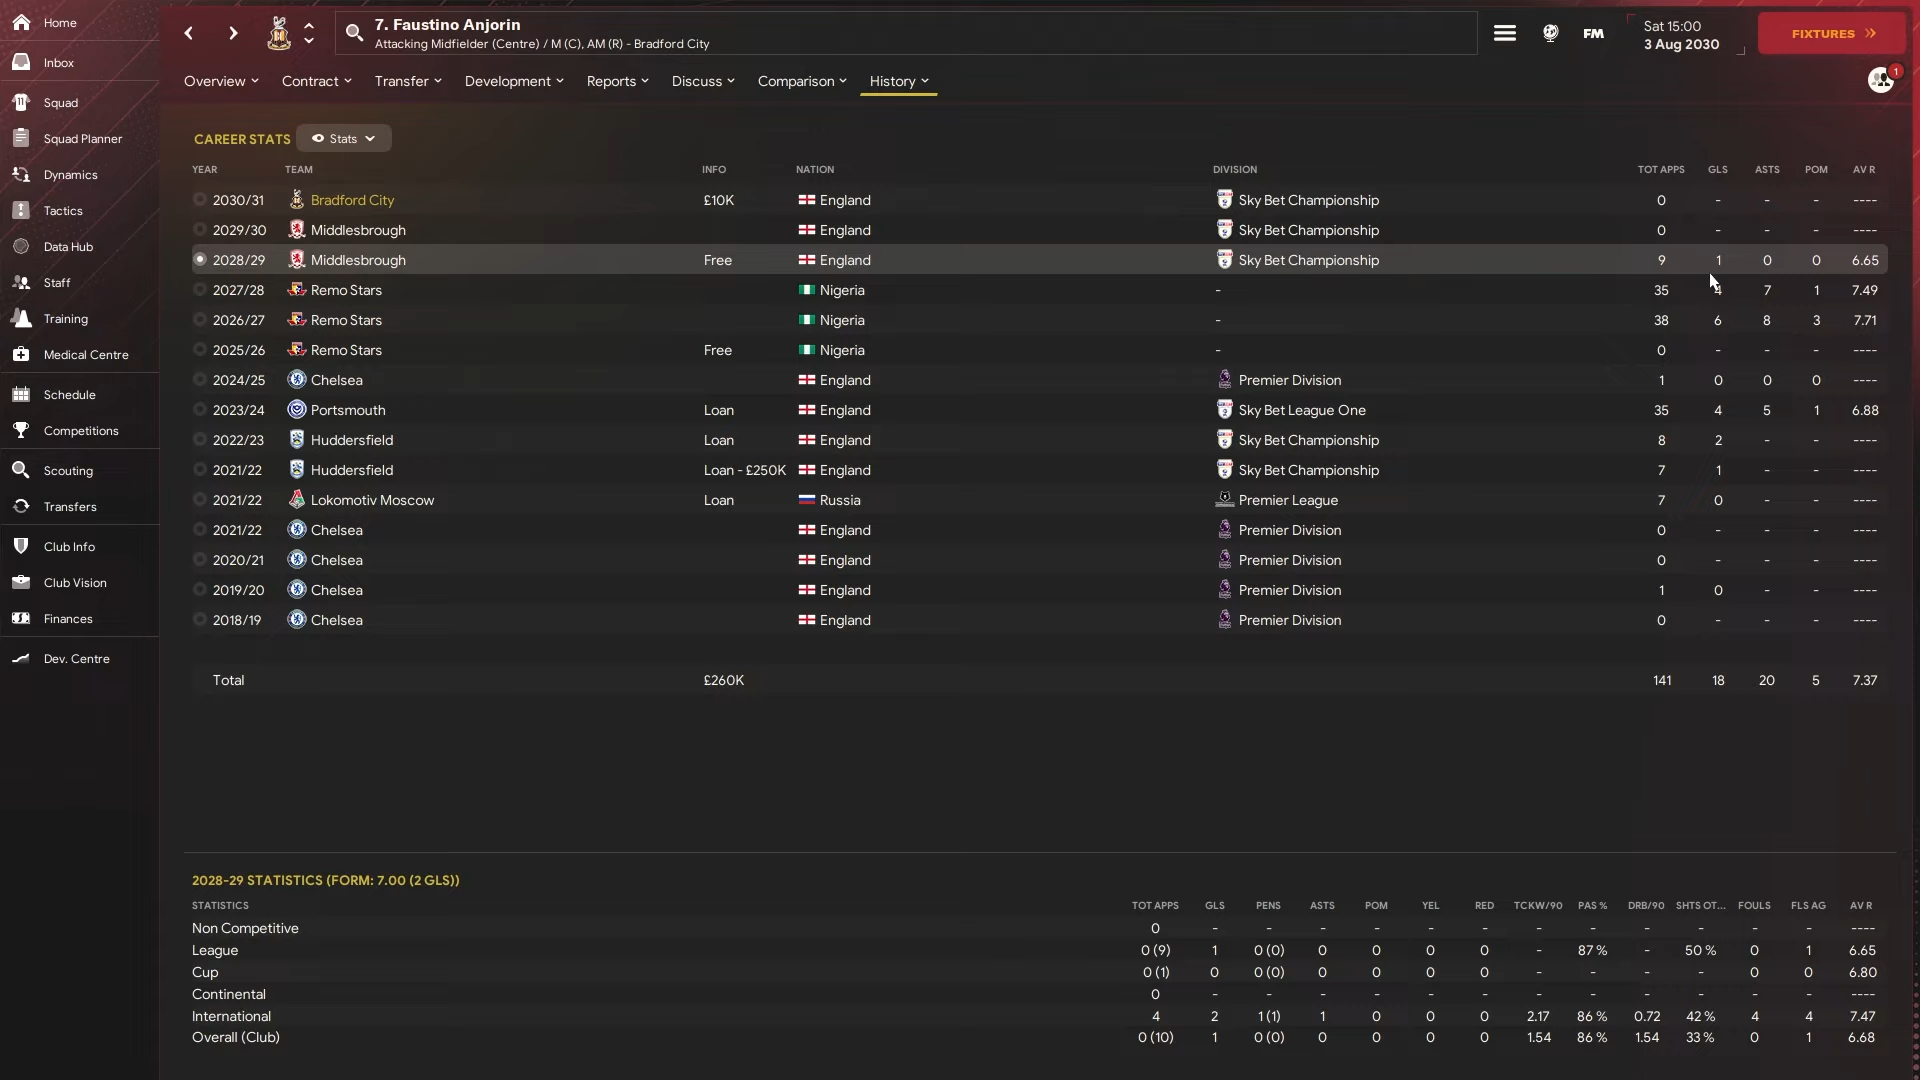 Home
Inbox
Squad
Squad Planner
Dynamics
Tactics
Data Hub
Staff
Training
Medical Centre
Schedule
Competitions
Scouting
Transfers
Club Info
Club Vision
Finances
Dev. Centre
7. Faustino Anjorin
Attacking Midfielder (Centre) / M (C), AM (R) - Bradford City
FM
Sat 15:00
3 Aug 2030
FIXTURES
1
Overview Contract Transfer Development Reports Discuss Comparison History
CAREER STATS Stats
YEAR TEAM INFO NATION DIVISION TOT APPS GLS ASTS POM AV R
2030/31 Bradford City £10K England Sky Bet Championship 0 - - - ----
2029/30 Middlesbrough England Sky Bet Championship 0 - - - ----
2028/29 Middlesbrough Free England Sky Bet Championship 9 1 0 0 6.65
2027/28 Remo Stars Nigeria - 35 4 7 1 7.49
2026/27 Remo Stars Nigeria - 38 6 8 3 7.71
2025/26 Remo Stars Free Nigeria - 0 - - - ----
2024/25 Chelsea England Premier Division 1 0 0 0 ----
2023/24 Portsmouth Loan England Sky Bet League One 35 4 5 1 6.88
2022/23 Huddersfield Loan England Sky Bet Championship 8 2 - - ----
2021/22 Huddersfield Loan - £250K England Sky Bet Championship 7 1 - - ----
2021/22 Lokomotiv Moscow Loan Russia Premier League 7 0 - - ----
2021/22 Chelsea England Premier Division 0 - - - ----
2020/21 Chelsea England Premier Division 0 - - - ----
2019/20 Chelsea England Premier Division 1 0 - - ----
2018/19 Chelsea England Premier Division 0 - - - ----
Total £260K 141 18 20 5 7.37
2028-29 STATISTICS (FORM: 7.00 (2 GLS))
STATISTICS TOT APPS GLS PENS ASTS POM YEL RED TCKW/90 PAS % DRB/90 SHTS OT... FOULS FLS AG AV R
Non Competitive 0 - - - - - - - - - - - - ----
League 0 (9) 1 0 (0) 0 0 0 0 - 87 % - 50 % 0 1 6.65
Cup 0 (1) 0 0 (0) 0 0 0 0 - - - - 0 0 6.80
Continental 0 - - - - - - - - - - - - ----
International 4 2 1 (1) 1 0 0 0 2.17 86 % 0.72 42 % 4 4 7.47
Overall (Club) 0 (10) 1 0 (0) 0 0 0 0 1.54 86 % 1.54 33 % 0 1 6.68